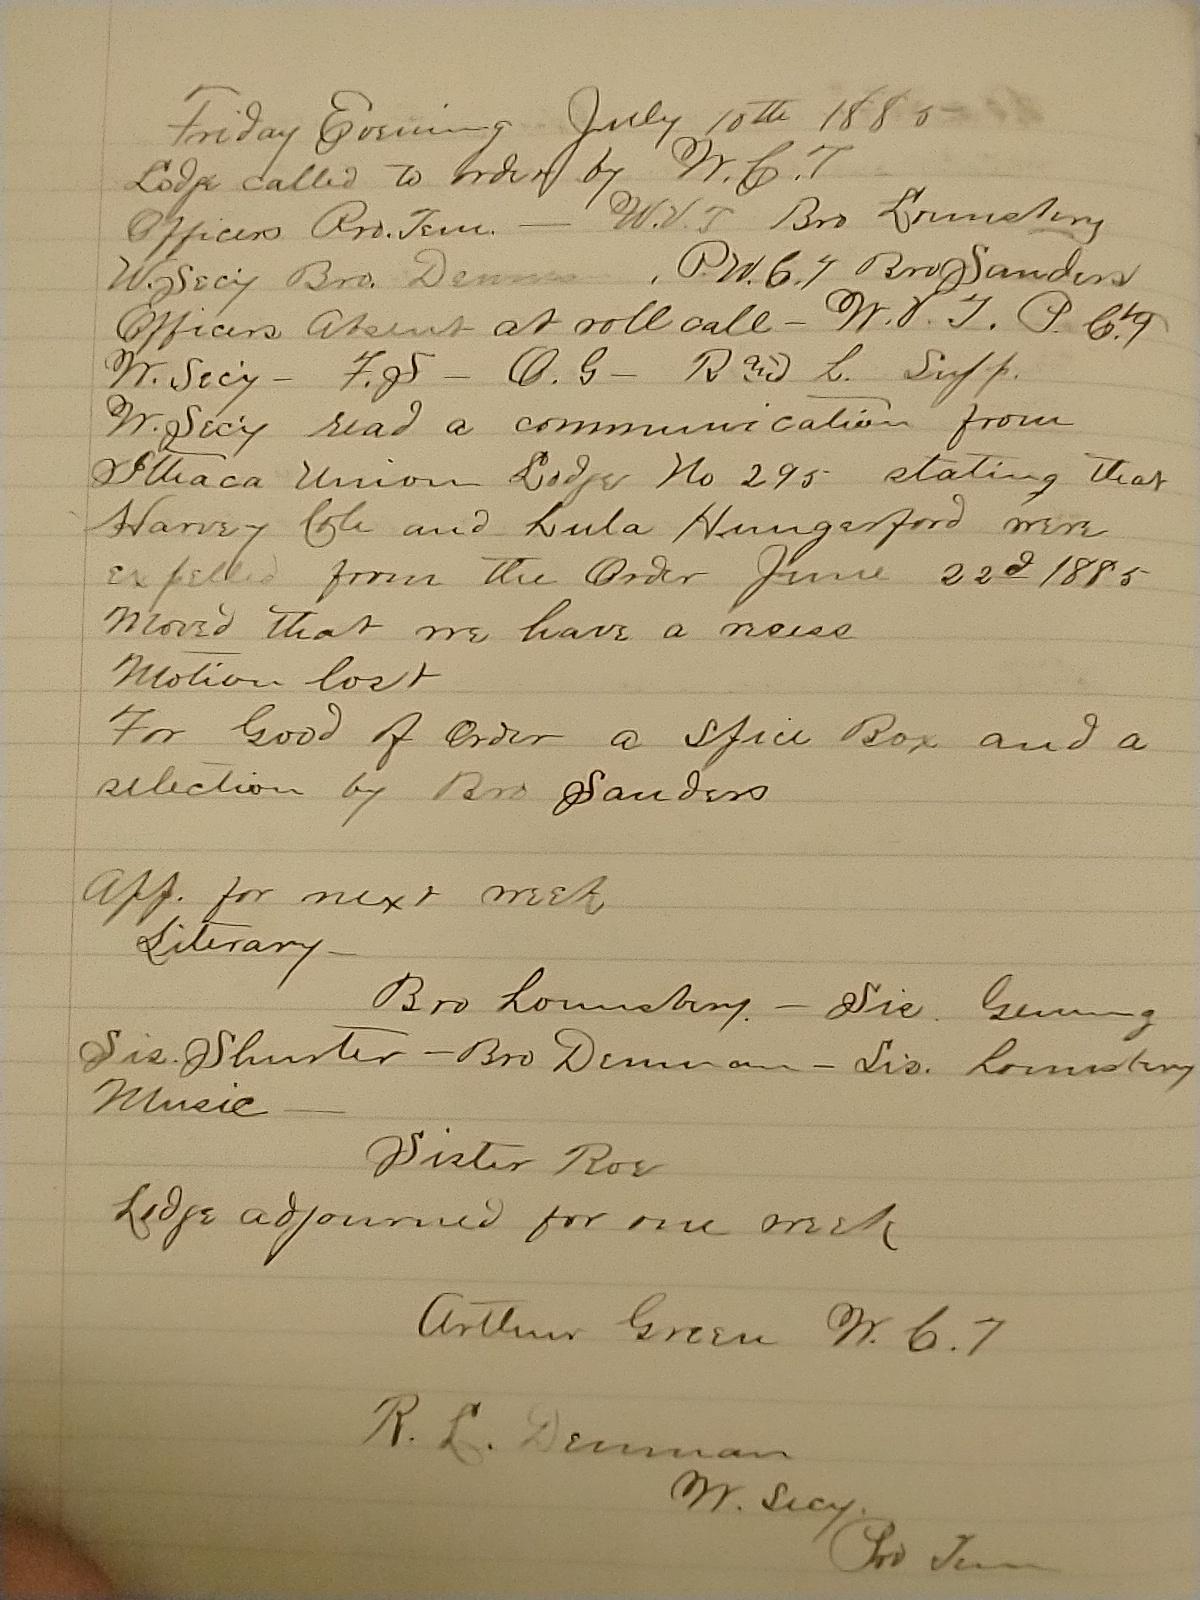 Friday Evening July 10th 1885
Lodge called to order by W.C.T
Officers Pro.Tem. — W.V.T Bro Lounsbery
W.Secy Bro. Denman, P.W.C.T Bro Sanders
Officers Absent at roll call - W.V.T. P.C.T
W.Secy - F.S - O.G - R L. Supp.
W.Secy read a communication from
Ithaca Union Lodge No 295 stating that
Harvey Cole and Lula Hungerford were
expelled from the Order June 22d 1885
Moved that we have a recess
Motion lost
For Good of Order a Spice Box and a
selection by Bro Sanders
App. for next week
Literary —
Bro Lounsbery. - Sis. Genung
Sis. Shurter - Bro Denman - Sis. Lounsbery
Music —
Sister Roe
Lodge adjourned for one week
Arthur Green W.C.T
R. L. Denman
W. Secy.
Pro Tem